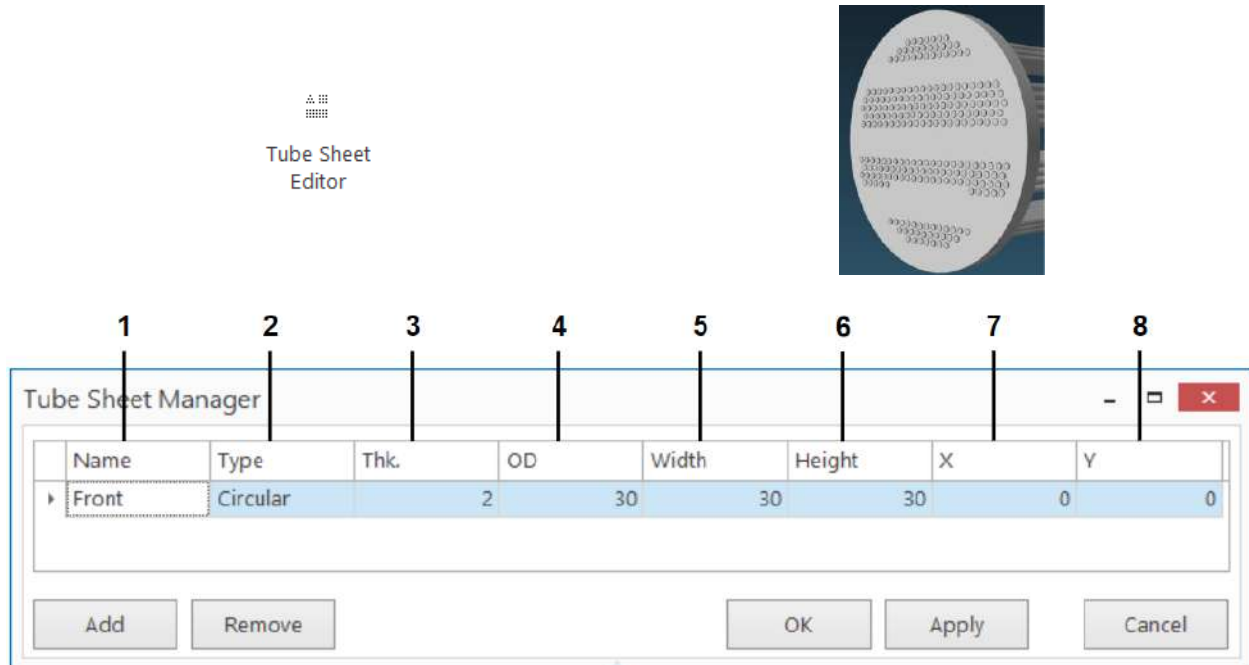 Tube Sheet
Editor
1 2 3 4 5 6 7 8
Tube Sheet Manager
Name Type Thk. OD Width Height X Y
Front Circular 2 30 30 30 0 0
Add Remove OK Apply Cancel